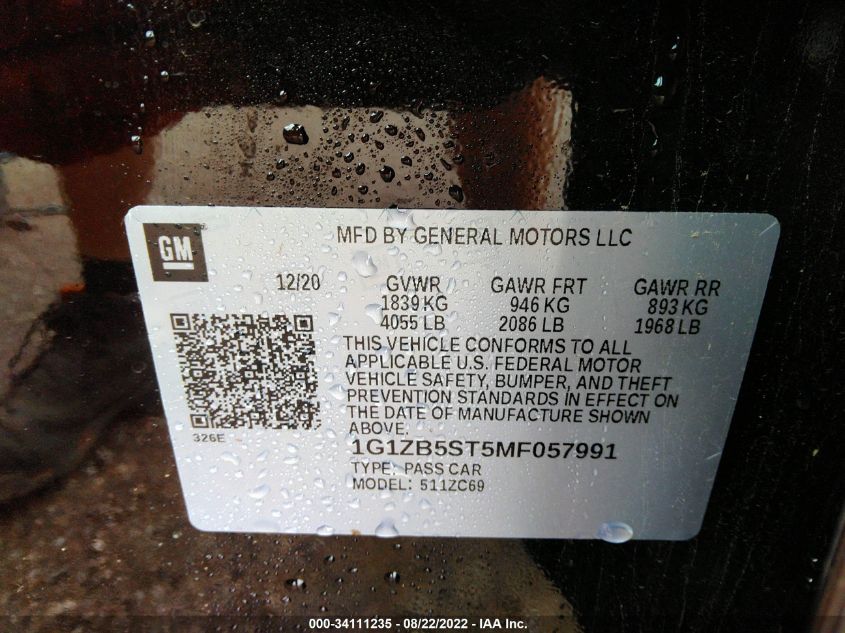 GM
MFD BY GENERAL MOTORS LLC
12/20 GVWR GAWR FRT GAWR RR
1839 KG 946 KG 893 KG
4055 LB 2086 LB 1968 LB
THIS VEHICLE CONFORMS TO ALL
APPLICABLE U.S. FEDERAL MOTOR
VEHICLE SAFETY, BUMPER, AND THEFT
PREVENTION STANDARDS IN EFFECT ON
THE DATE OF MANUFACTURE SHOWN
ABOVE.
326E
1G1ZB5ST5MF057991
TYPE: PASS CAR
MODEL: 511ZC69
000-34111235 - 08/22/2022 - IAA Inc.